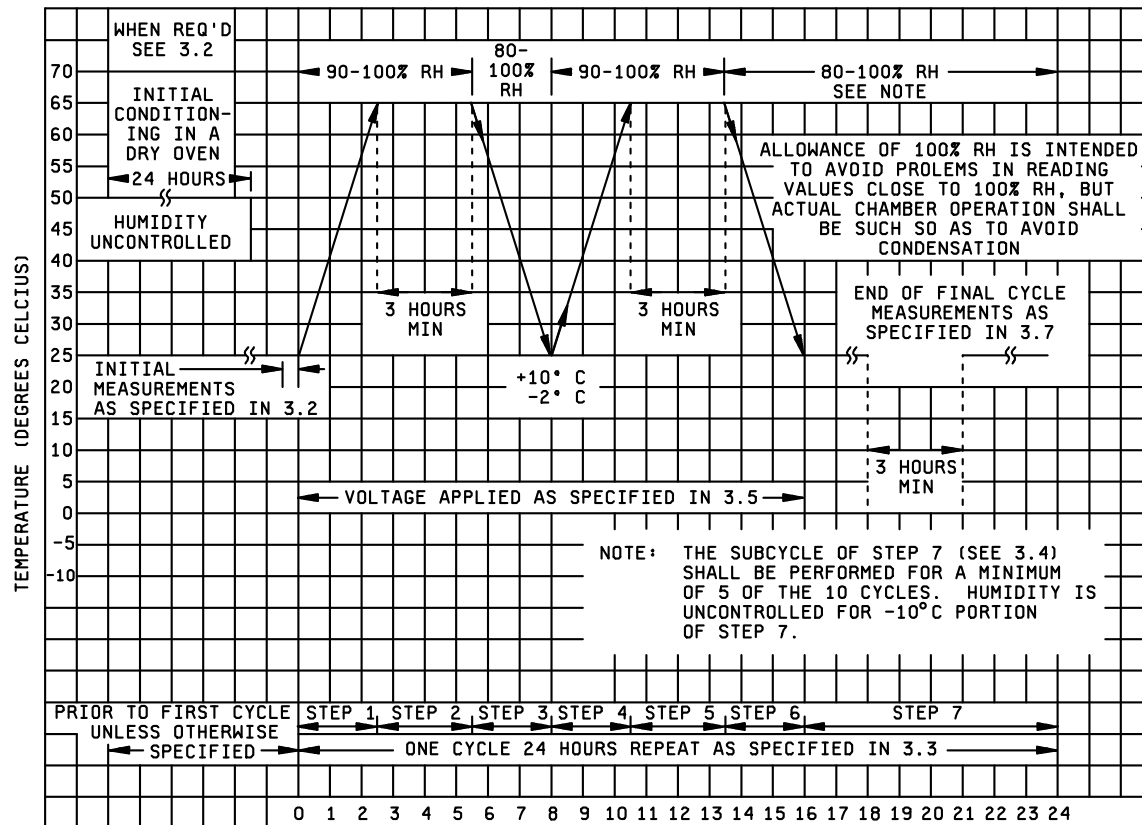 WHEN REQ'D
SEE 3.2
80-
100%
RH
90-100% RH
90-100% RH
80-100% RH
SEE NOTE
INITIAL
CONDITION-
ING IN A
DRY OVEN
24 HOURS
HUMIDITY
UNCONTROLLED
ALLOWANCE OF 100% RH IS INTENDED
TO AVOID PROLEMS IN READING
VALUES CLOSE TO 100% RH, BUT
ACTUAL CHAMBER OPERATION SHALL
BE SUCH SO AS TO AVOID
CONDENSATION
3 HOURS
MIN
3 HOURS
MIN
END OF FINAL CYCLE
MEASUREMENTS AS
SPECIFIED IN 3.7
INITIAL
MEASUREMENTS
AS SPECIFIED IN 3.2
+10° C
-2° C
3 HOURS
MIN
VOLTAGE APPLIED AS SPECIFIED IN 3.5
NOTE: THE SUBCYCLE OF STEP 7 (SEE 3.4)
SHALL BE PERFORMED FOR A MINIMUM
OF 5 OF THE 10 CYCLES. HUMIDITY IS
UNCONTROLLED FOR -10°C PORTION
OF STEP 7.
TEMPERATURE (DEGREES CELCIUS)
70
65
60
55
50
45
40
35
30
25
20
15
10
5
0
-5
-10
PRIOR TO FIRST CYCLE
UNLESS OTHERWISE
SPECIFIED
STEP 1 STEP 2 STEP 3 STEP 4 STEP 5 STEP 6 STEP 7
ONE CYCLE 24 HOURS REPEAT AS SPECIFIED IN 3.3
0 1 2 3 4 5 6 7 8 9 10 11 12 13 14 15 16 17 18 19 20 21 22 23 24